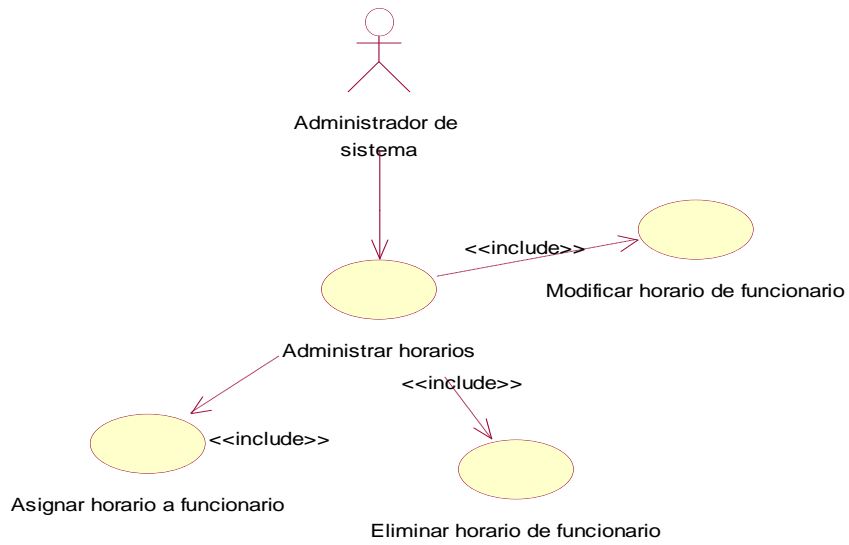 Administrador de
sistema
<<include>>
Modificar horario de funcionario
Administrar horarios
<<include>>
<<include>>
Asignar horario a funcionario
Eliminar horario de funcionario